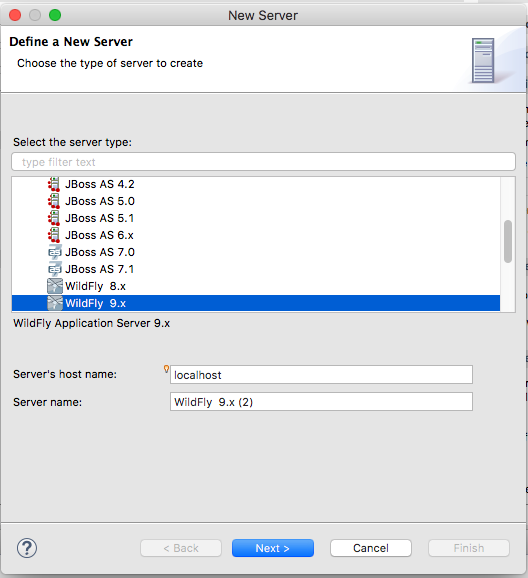 New Server
Define a New Server
Choose the type of server to create
Select the server type:
type filter text
JBoss AS 4.2
JBoss AS 5.0
JBoss AS 5.1
JBoss AS 6.x
JBoss AS 7.0
JBoss AS 7.1
WildFly  8.x
WildFly  9.x
WildFly Application Server 9.x
Server's host name: localhost
Server name: WildFly  9.x (2)
? < Back Next > Cancel Finish